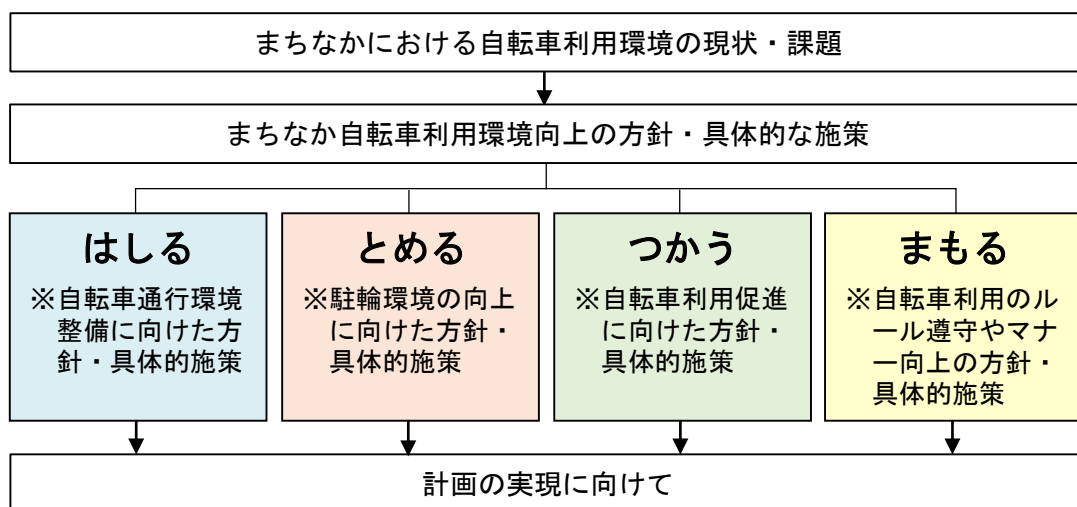 まちなかにおける自転車利用環境の現状・課題
まちなか自転車利用環境向上の方針・具体的な施策
はしる
※自転車通行環境
整備に向けた方
針・具体的施策
とめる
※駐輪環境の向上
に向けた方針・
具体的施策
つかう
※自転車利用促進
に向けた方針・
具体的施策
まもる
※自転車利用のル
ール遵守やマナ
ー向上の方針・
具体的施策
計画の実現に向けて